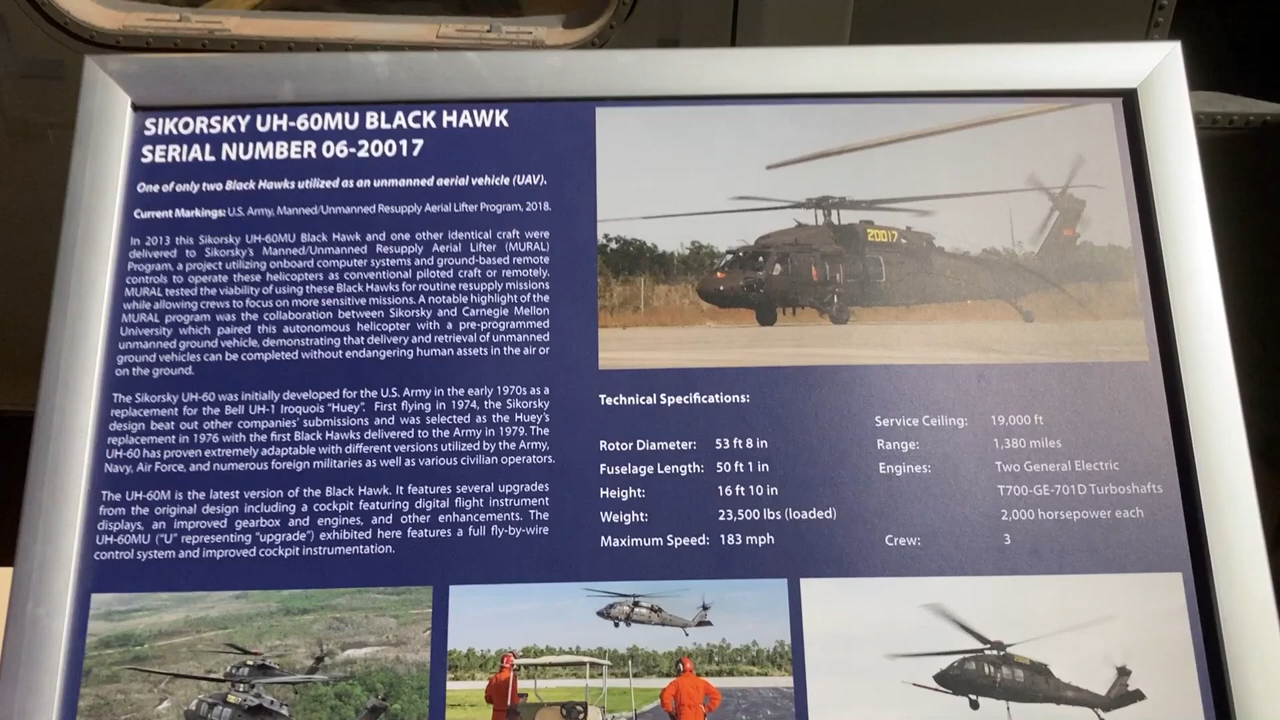 SIKORSKY UH-60MU BLACK HAWK
SERIAL NUMBER 06-20017
One of only two Black Hawks utilized as an unmanned aerial vehicle (UAV).
Current Markings: U.S. Army, Manned/Unmanned Resupply Aerial Lifter Program, 2018.
In 2013 this Sikorsky UH-60MU Black Hawk and one other identical craft were
delivered to Sikorsky's Manned/Unmanned Resupply Aerial Lifter (MURAL)
Program, a project utilizing onboard computer systems and ground-based remote
controls to operate these helicopters as conventional piloted craft or remotely.
MURAL tested the viability of using these Black Hawks for routine resupply missions
while allowing crews to focus on more sensitive missions. A notable highlight of the
MURAL program was the collaboration between Sikorsky and Carnegie Mellon
University which paired this autonomous helicopter with a pre-programmed
unmanned ground vehicle, demonstrating that delivery and retrieval of unmanned
ground vehicles can be completed without endangering human assets in the air or
on the ground.
The Sikorsky UH-60 was initially developed for the U.S. Army in the early 1970s as a
replacement for the Bell UH-1 Iroquois "Huey". First flying in 1974, the Sikorsky
design beat out other companies' submissions and was selected as the Huey's
replacement in 1976 with the first Black Hawks delivered to the Army in 1979. The
UH-60 has proven extremely adaptable with different versions utilized by the Army,
Navy, Air Force, and numerous foreign militaries as well as various civilian operators.
The UH-60M is the latest version of the Black Hawk. It features several upgrades
from the original design including a cockpit featuring digital flight instrument
displays, an improved gearbox and engines, and other enhancements. The
UH-60MU ("U" representing "upgrade") exhibited here features a full fly-by-wire
control system and improved cockpit instrumentation.
20017
Technical Specifications:
Rotor Diameter: 53 ft 8 in
Fuselage Length: 50 ft 1 in
Height: 16 ft 10 in
Weight: 23,500 lbs (loaded)
Maximum Speed: 183 mph
Service Ceiling: 19,000 ft
Range: 1,380 miles
Engines: Two General Electric
T700-GE-701D Turboshafts
2,000 horsepower each
Crew: 3